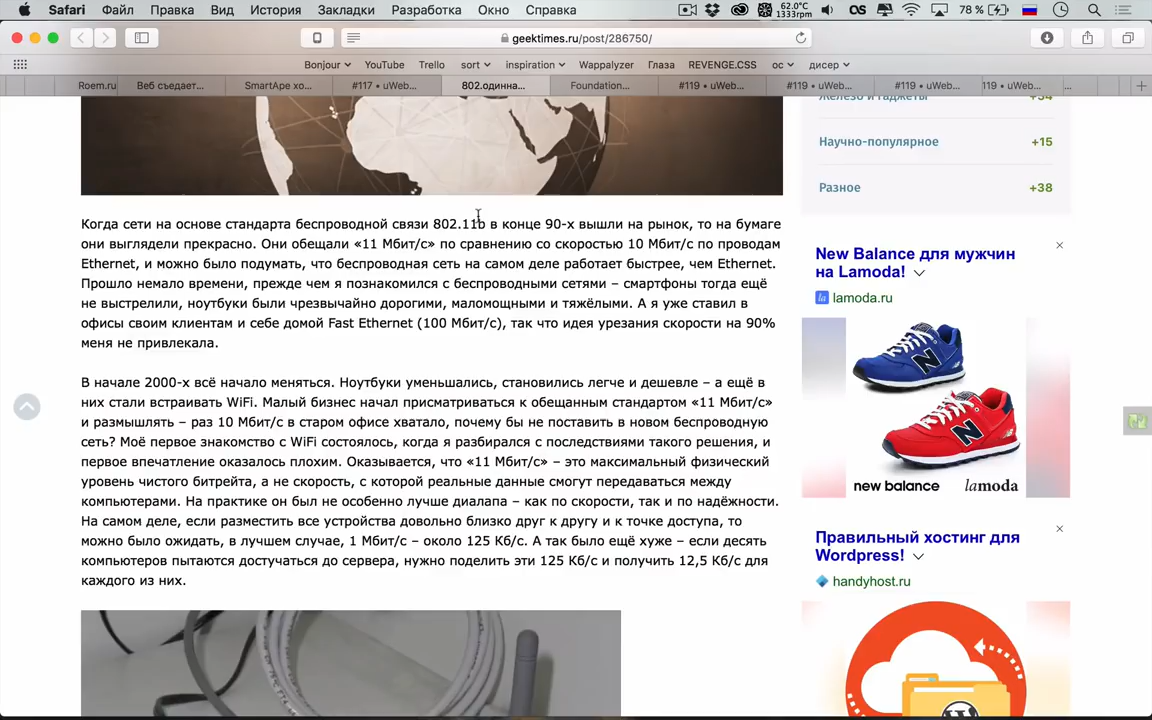 Safari Файл Правка Вид История Закладки Разработка Окно Справка 62.0°C 1333rpm 78 %
geektimes.ru/post/286750/
Bonjour YouTube Trello sort inspiration Wappalyzer Глаза REVENGE.CSS ос дисер
Roem.ru Веб съедает... SmartApe хо... #117 • uWeb... 802.одинна... Foundation... #119 • uWeb... #119 • uWeb... #119 • uWeb... 119 • uWeb... ...
Железо и гаджеты +34
Научно-популярное +15
Разное +38
Когда сети на основе стандарта беспроводной связи 802.11b в конце 90-х вышли на рынок, то на бумаге
они выглядели прекрасно. Они обещали «11 Мбит/с» по сравнению со скоростью 10 Мбит/с по проводам
Ethernet, и можно было подумать, что беспроводная сеть на самом деле работает быстрее, чем Ethernet.
Прошло немало времени, прежде чем я познакомился с беспроводными сетями – смартфоны тогда ещё
не выстрелили, ноутбуки были чрезвычайно дорогими, маломощными и тяжёлыми. А я уже ставил в
офисы своим клиентам и себе домой Fast Ethernet (100 Мбит/с), так что идея урезания скорости на 90%
меня не привлекала.
В начале 2000-х всё начало меняться. Ноутбуки уменьшались, становились легче и дешевле – а ещё в
них стали встраивать WiFi. Малый бизнес начал присматриваться к обещанным стандартом «11 Мбит/с»
и размышлять – раз 10 Мбит/с в старом офисе хватало, почему бы не поставить в новом беспроводную
сеть? Моё первое знакомство с WiFi состоялось, когда я разбирался с последствиями такого решения, и
первое впечатление оказалось плохим. Оказывается, что «11 Мбит/с» – это максимальный физический
уровень чистого битрейта, а не скорость, с которой реальные данные смогут передаваться между
компьютерами. На практике он был не особенно лучше диалапа – как по скорости, так и по надёжности.
На самом деле, если разместить все устройства довольно близко друг к другу и к точке доступа, то
можно было ожидать, в лучшем случае, 1 Мбит/с – около 125 Кб/с. А так было ещё хуже – если десять
компьютеров пытаются достучаться до сервера, нужно поделить эти 125 Кб/с и получить 12,5 Кб/с для
каждого из них.
New Balance для мужчин
на Lamoda!
la lamoda.ru
N
N
new balance lamoda
Правильный хостинг для
Wordpress!
handyhost.ru
W